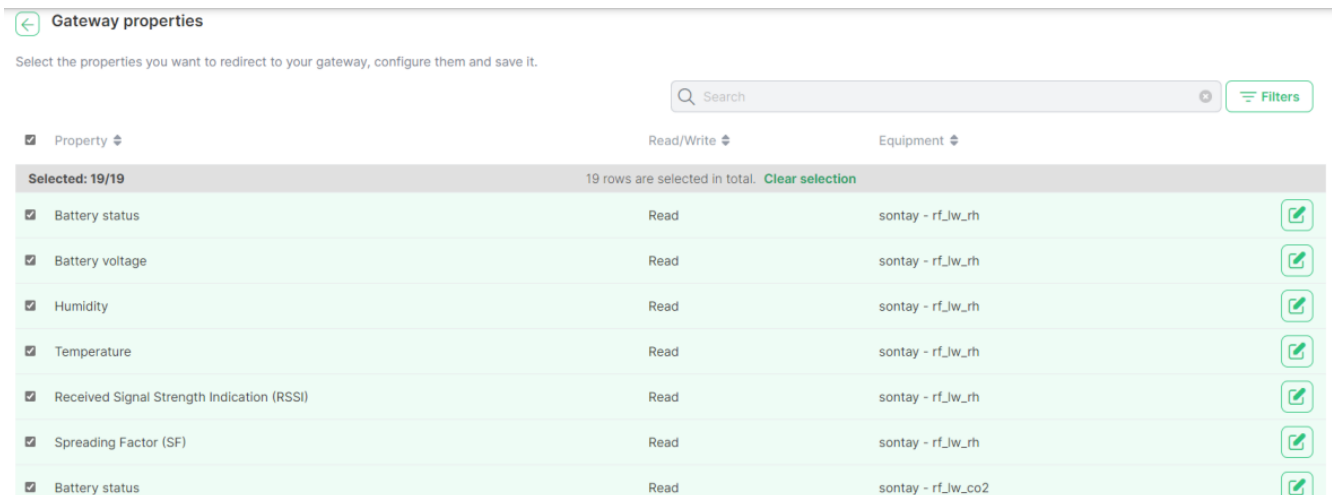 Gateway properties
Select the properties you want to redirect to your gateway, configure them and save it.
Search
Filters
Property Read/Write Equipment
Selected: 19/19 19 rows are selected in total. Clear selection
Battery status Read sontay - rf_lw_rh
Battery voltage Read sontay - rf_lw_rh
Humidity Read sontay - rf_lw_rh
Temperature Read sontay - rf_lw_rh
Received Signal Strength Indication (RSSI) Read sontay - rf_lw_rh
Spreading Factor (SF) Read sontay - rf_lw_rh
Battery status Read sontay - rf_lw_co2